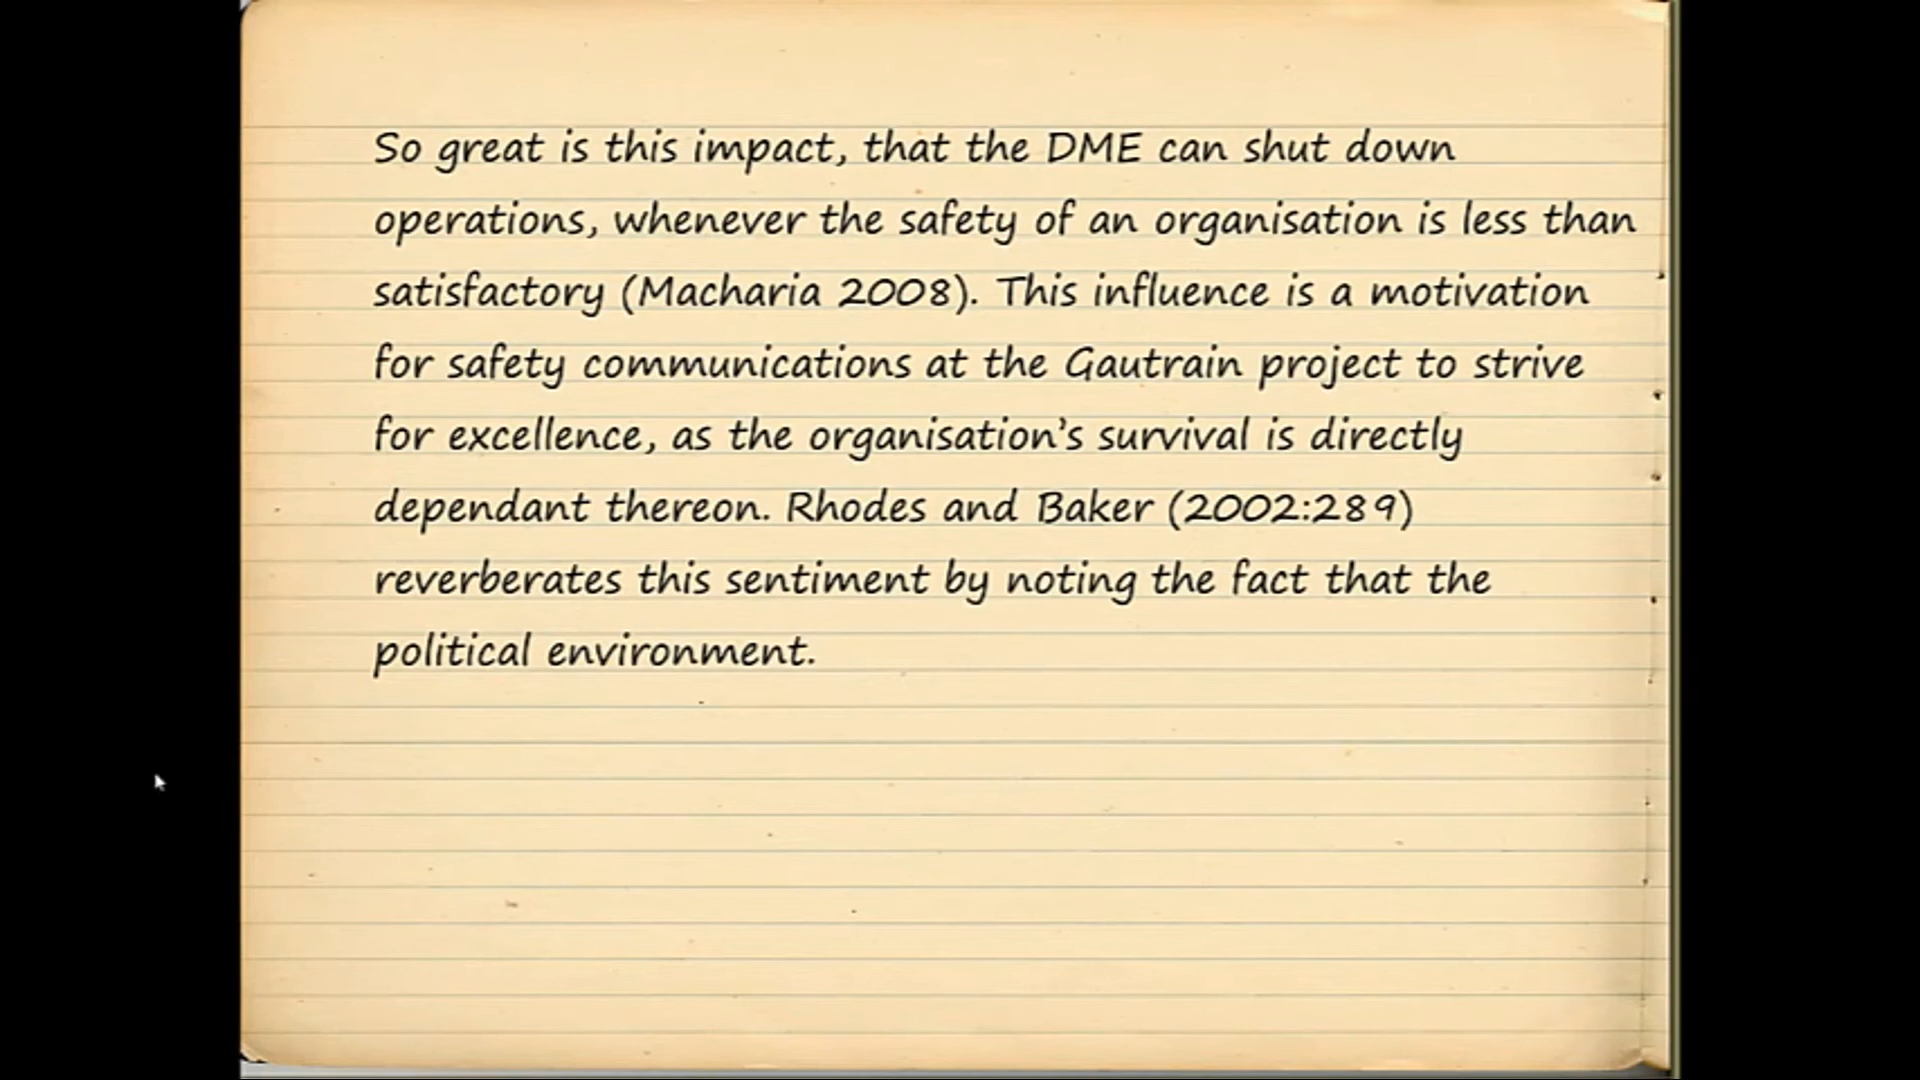 So great is this impact, that the DME can shut down
operations, whenever the safety of an organisation is less than
satisfactory (Macharia 2008). This influence is a motivation
for safety communications at the Gautrain project to strive
for excellence, as the organisation's survival is directly
dependant thereon. Rhodes and Baker (2002:289)
reverberates this sentiment by noting the fact that the
political environment.